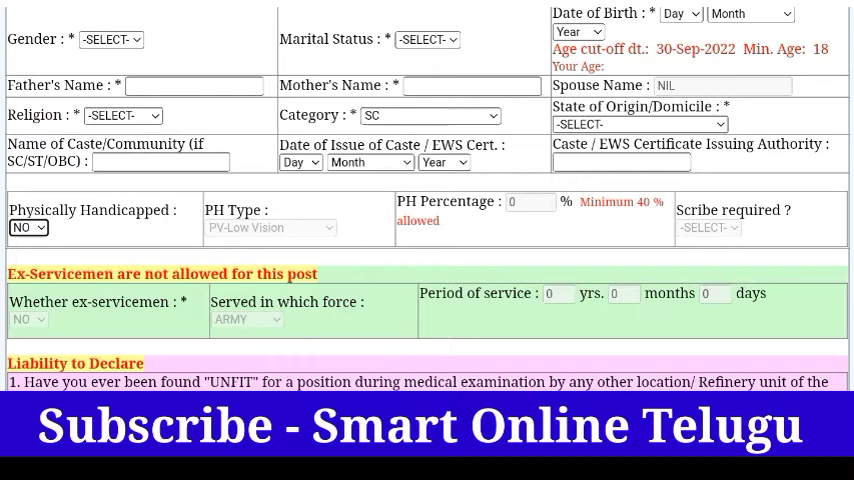 Gender : * -SELECT-
Marital Status : * -SELECT-
Date of Birth : * Day Month
Year
Age cut-off dt.: 30-Sep-2022 Min. Age: 18
Your Age:
Father's Name : *
Mother's Name : *
Spouse Name : NIL
Religion : * -SELECT-
Category : * SC
State of Origin/Domicile : *
-SELECT-
Name of Caste/Community (if
SC/ST/OBC) :
Date of Issue of Caste / EWS Cert. :
Day Month Year
Caste / EWS Certificate Issuing Authority :
Physically Handicapped :
NO
PH Type :
PV-Low Vision
PH Percentage : 0 % Minimum 40 %
allowed
Scribe required ?
-SELECT-
Ex-Servicemen are not allowed for this post
Whether ex-servicemen : *
NO
Served in which force :
ARMY
Period of service : 0 yrs. 0 months 0 days
Liability to Declare
1. Have you ever been found "UNFIT" for a position during medical examination by any other location/ Refinery unit of the
Subscribe - Smart Online Telugu